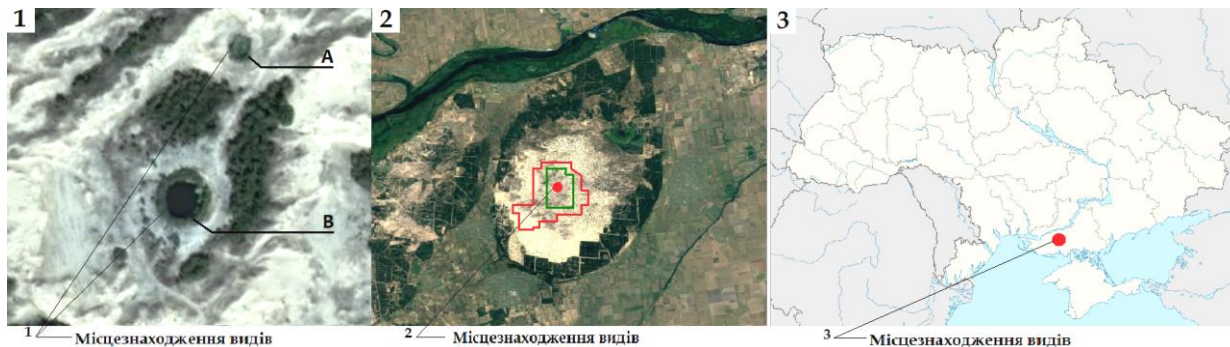 1
A
B
1 Місцезнаходження видів
2
2 Місцезнаходження видів
3
3 Місцезнаходження видів